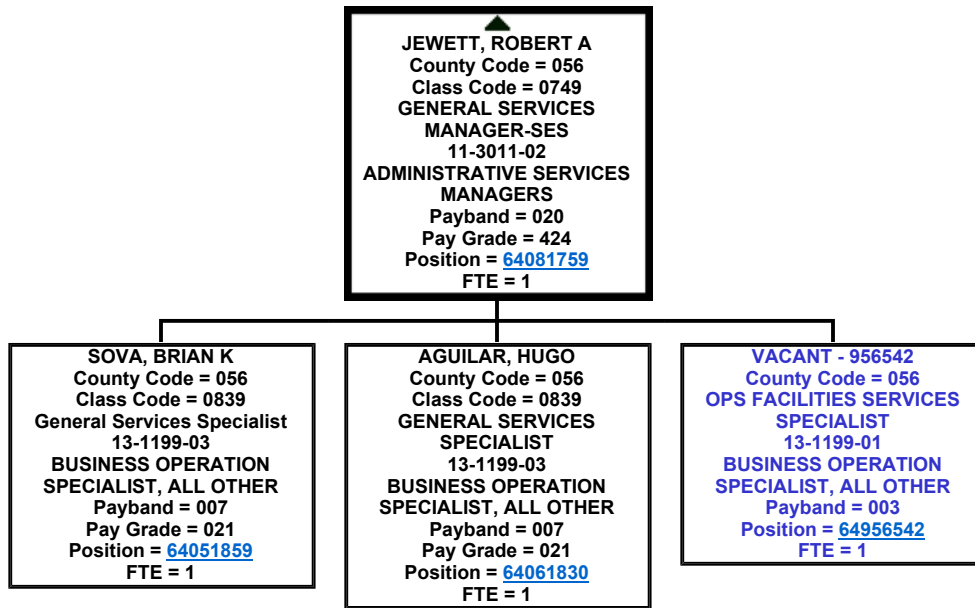 JEWETT, ROBERT A
County Code = 056
Class Code = 0749
GENERAL SERVICES
MANAGER-SES
11-3011-02
ADMINISTRATIVE SERVICES
MANAGERS
Payband = 020
Pay Grade = 424
Position = 64081759
FTE = 1
SOVA, BRIAN K
County Code = 056
Class Code = 0839
General Services Specialist
13-1199-03
BUSINESS OPERATION
SPECIALIST, ALL OTHER
Payband = 007
Pay Grade = 021
Position = 64051859
FTE = 1
AGUILAR, HUGO
County Code = 056
Class Code = 0839
GENERAL SERVICES
SPECIALIST
13-1199-03
BUSINESS OPERATION
SPECIALIST, ALL OTHER
Payband = 007
Pay Grade = 021
Position = 64061830
FTE = 1
VACANT - 956542
County Code = 056
OPS FACILITIES SERVICES
SPECIALIST
13-1199-01
BUSINESS OPERATION
SPECIALIST, ALL OTHER
Payband = 003
Position = 64956542
FTE = 1